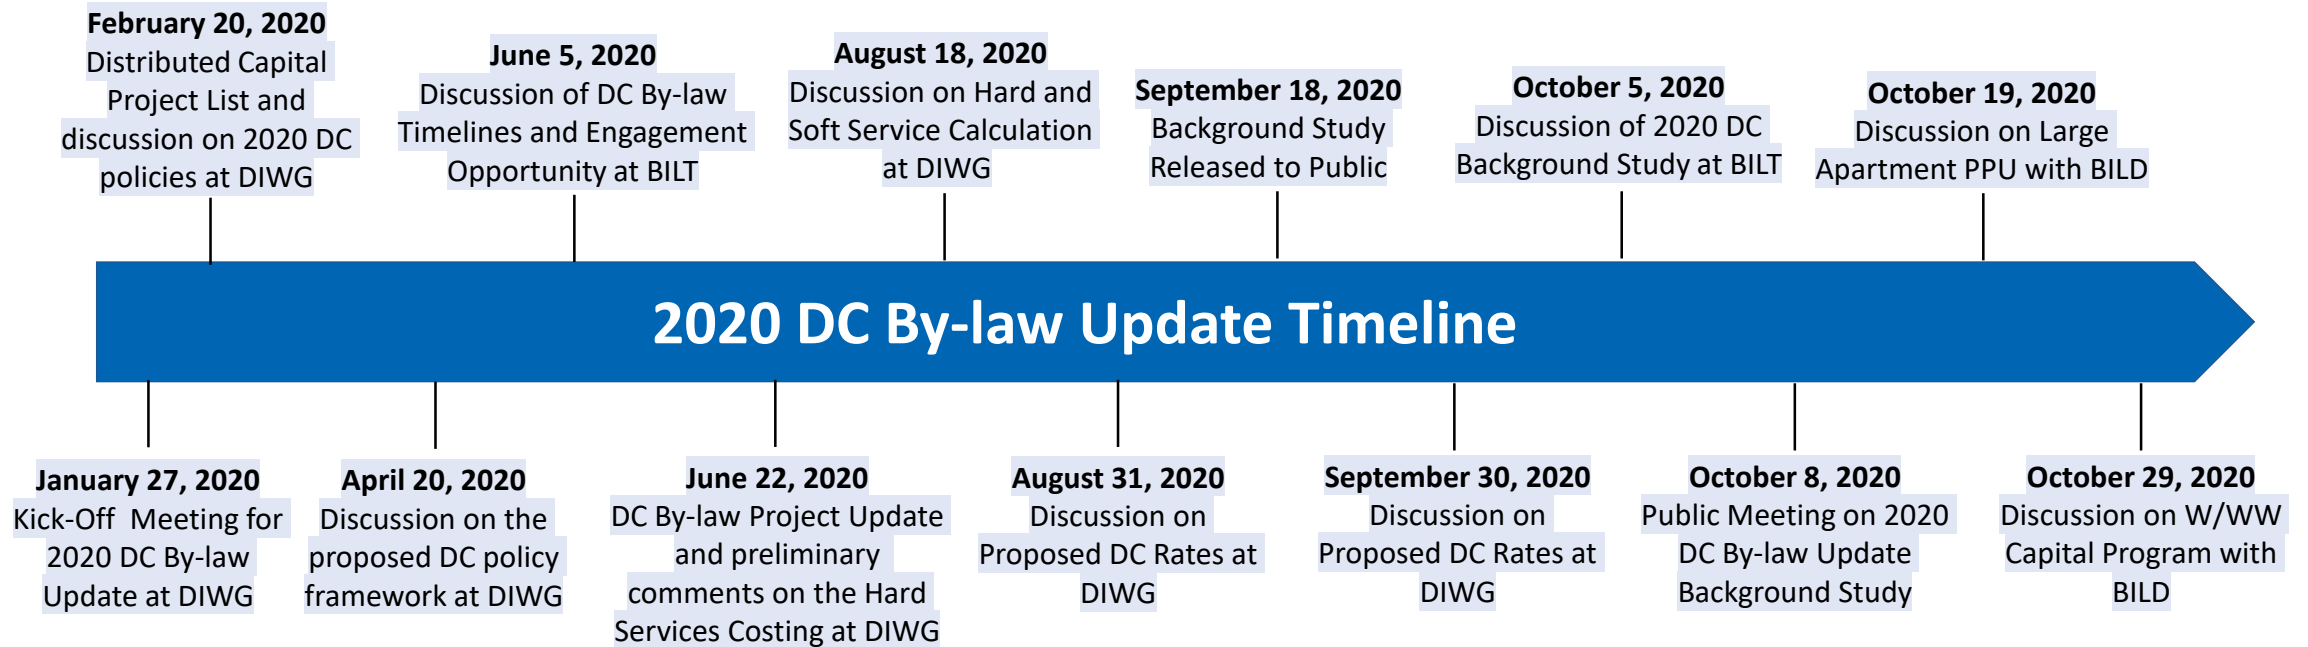 February 20, 2020
Distributed Capital
Project List and
discussion on 2020 DC
policies at DIWG
June 5, 2020
Discussion of DC By-law
Timelines and Engagement
Opportunity at BILT
August 18, 2020
Discussion on Hard and
Soft Service Calculation
at DIWG
September 18, 2020
Background Study
Released to Public
October 5, 2020
Discussion of 2020 DC
Background Study at BILT
October 19, 2020
Discussion on Large
Apartment PPU with BILD
2020 DC By-law Update Timeline
January 27, 2020
Kick-Off  Meeting for
2020 DC By-law
Update at DIWG
April 20, 2020
Discussion on the
proposed DC policy
framework at DIWG
June 22, 2020
DC By-law Project Update
and preliminary
comments on the Hard
Services Costing at DIWG
August 31, 2020
Discussion on
Proposed DC Rates at
DIWG
September 30, 2020
Discussion on
Proposed DC Rates at
DIWG
October 8, 2020
Public Meeting on 2020
DC By-law Update
Background Study
October 29, 2020
Discussion on W/WW
Capital Program with
BILD